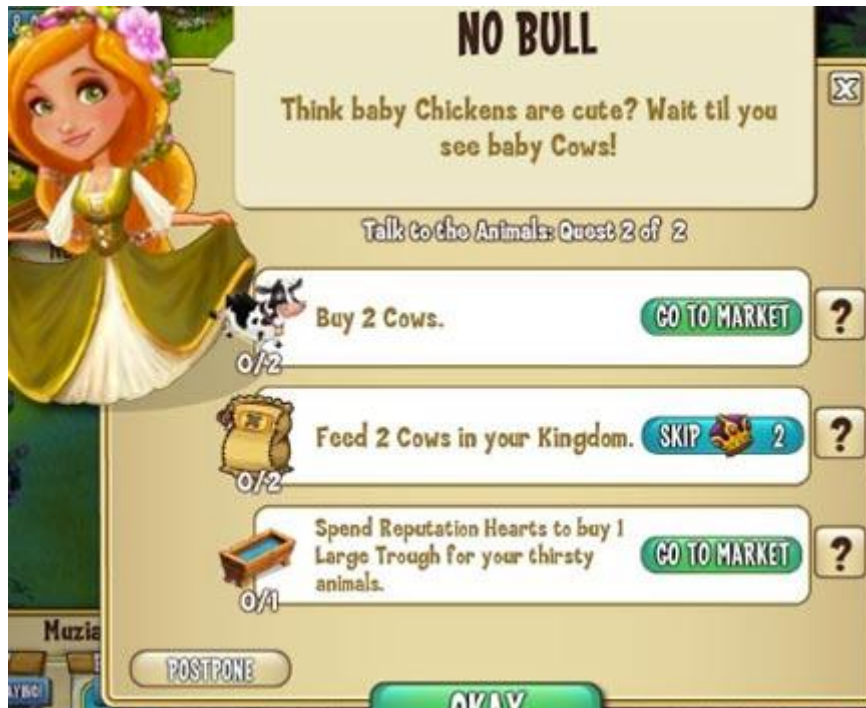 NO BULL
Think baby Chickens are cute? Wait til you
see baby Cows!
Talk to the Animals: Quest 2 of 2
Buy 2 Cows.
GO TO MARKET
?
0/2
Feed 2 Cows in your Kingdom.
SKIP 2
?
0/2
Spend Reputation Hearts to buy 1
Large Trough for your thirsty
animals.
GO TO MARKET
?
0/1
Muzia
POSTPONE
OKAY